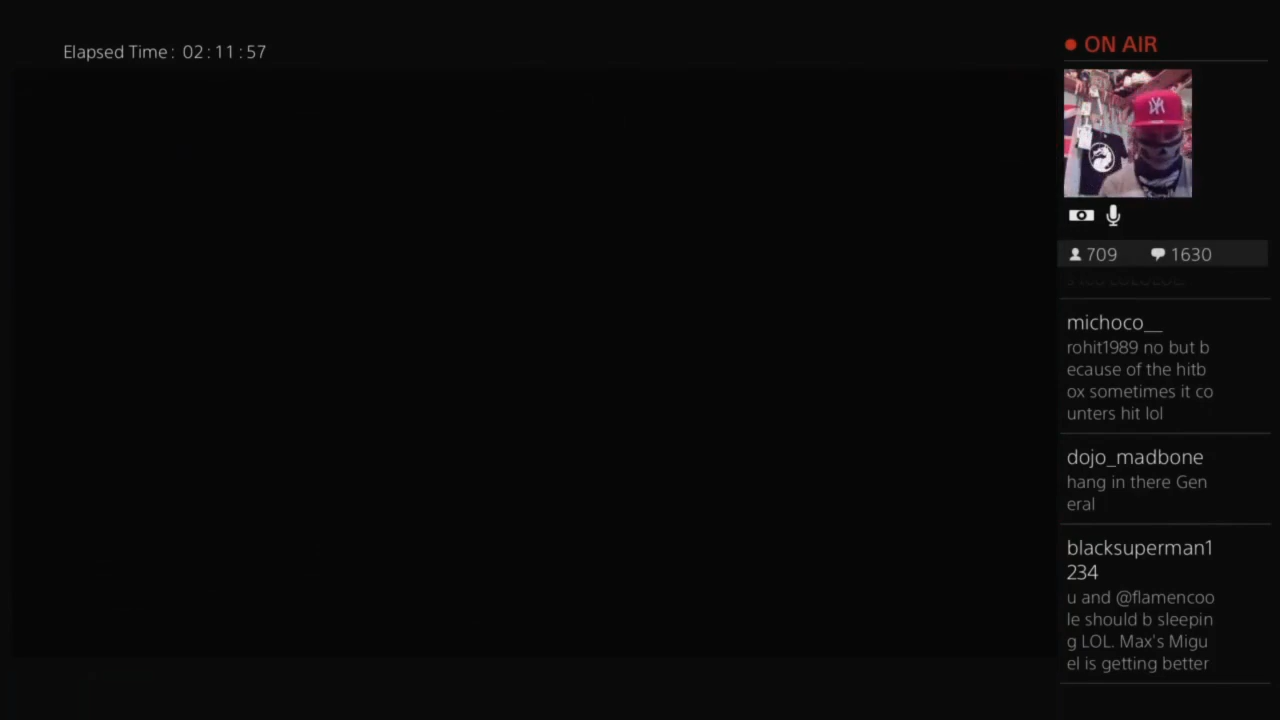 Elapsed Time: 02:11:57
ON AIR
709 1630
michoco__
rohit1989 no but b
ecause of the hitb
ox sometimes it co
unters hit lol
dojo_madbone
hang in there Gen
eral
blacksuperman1
234
u and @flamencoo
le should b sleepin
g LOL. Max's Migu
el is getting better